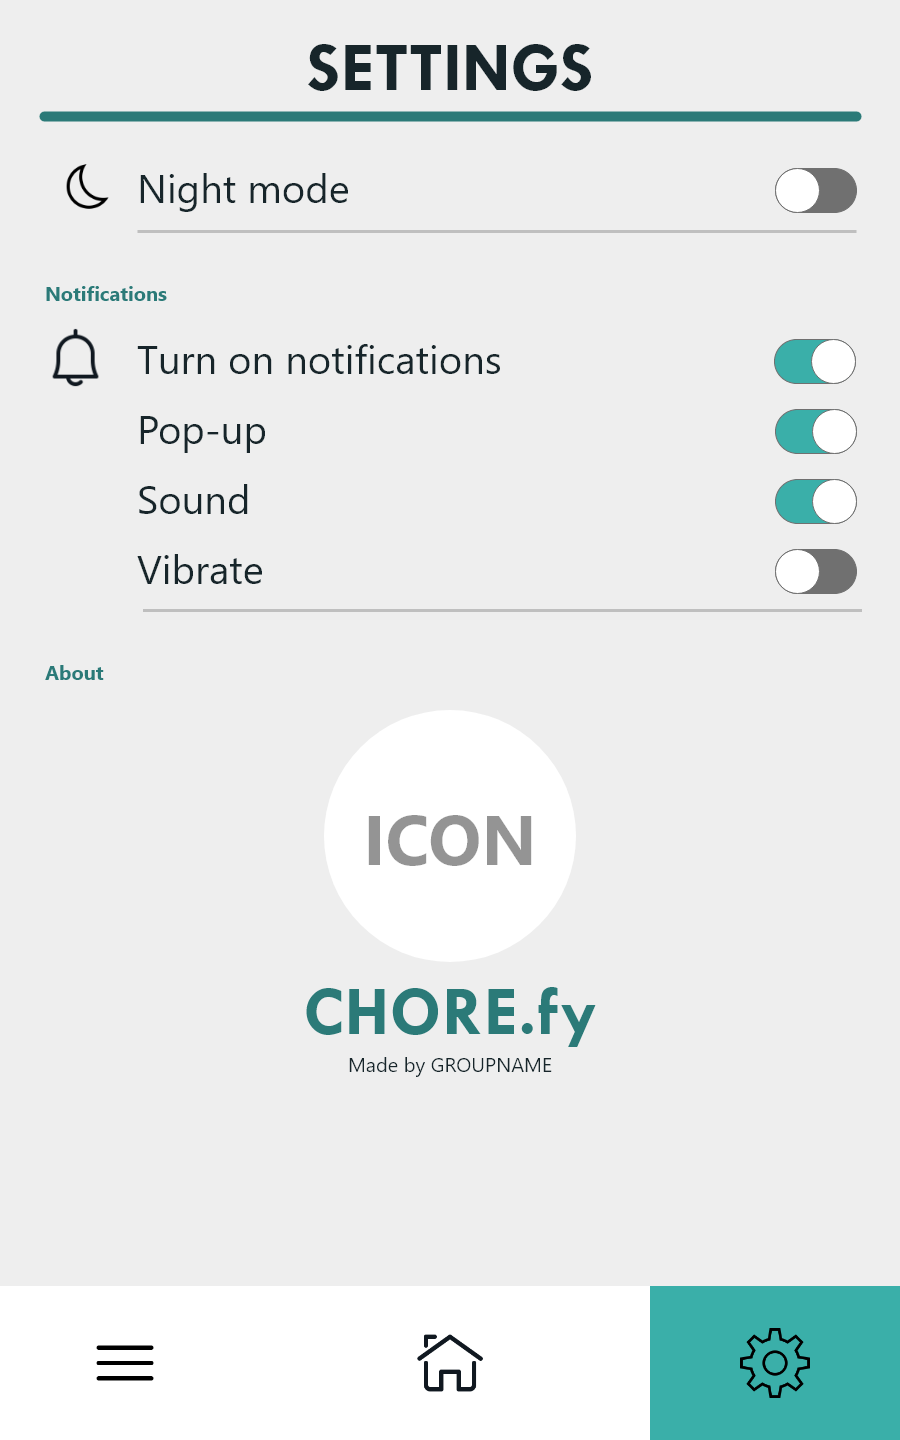 SETTINGS
Night mode
Notifications
Turn on notifications
Pop-up
Sound
Vibrate
About
ICON
CHORE.fy
Made by GROUPNAME